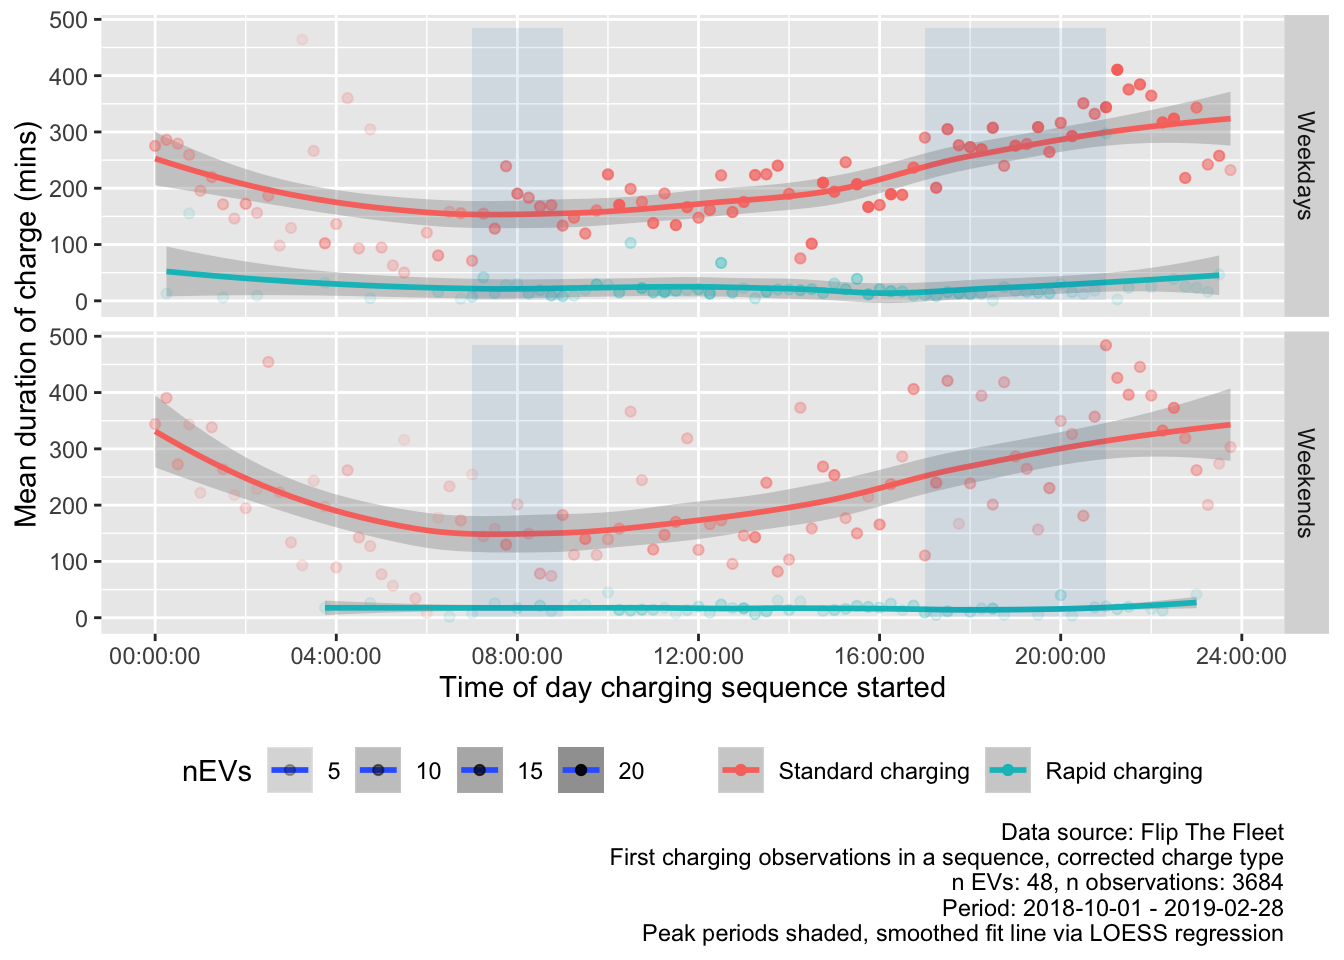 Mean duration of charge (mins)
500
400
300
200
100
0
Weekdays
500
400
300
200
100
0
Weekends
00:00:00 04:00:00 08:00:00 12:00:00 16:00:00 20:00:00 24:00:00
Time of day charging sequence started
nEVs 5 10 15 20 Standard charging Rapid charging
Data source: Flip The Fleet
First charging observations in a sequence, corrected charge type
n EVs: 48, n observations: 3684
Period: 2018-10-01 - 2019-02-28
Peak periods shaded, smoothed fit line via LOESS regression